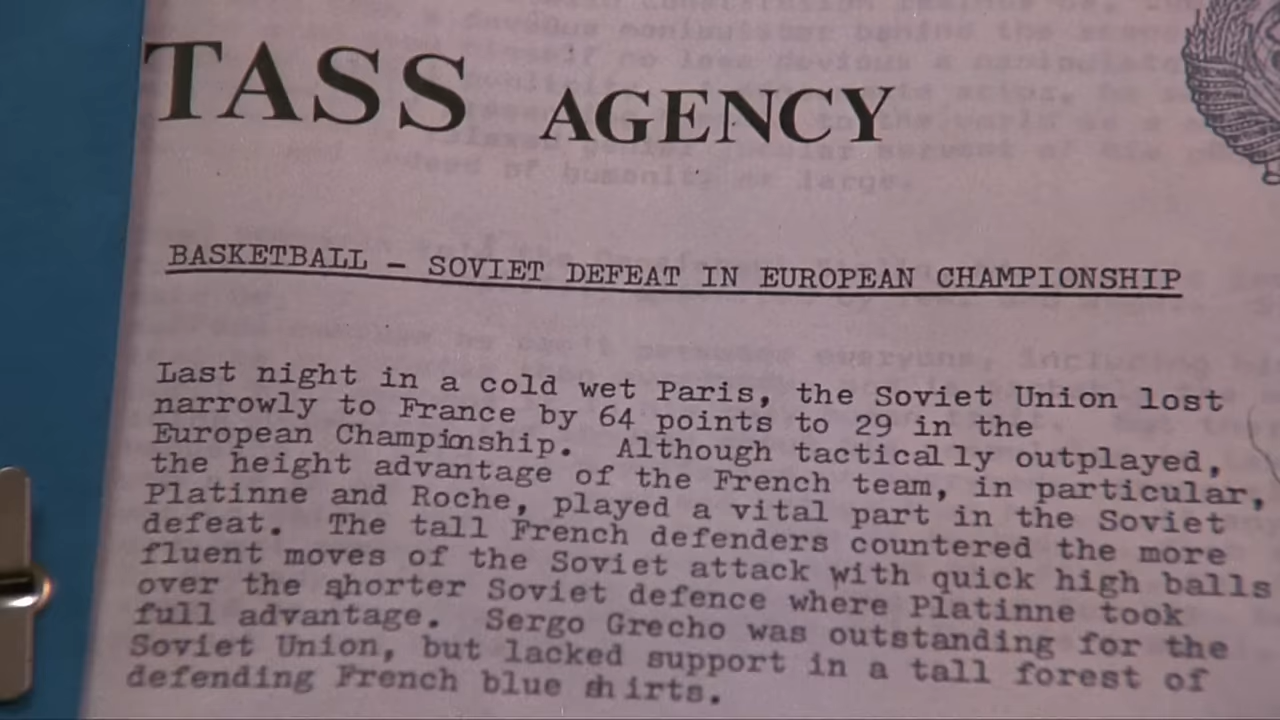 TASS AGENCY
BASKETBALL - SOVIET DEFEAT IN EUROPEAN CHAMPIONSHIP
Last night in a cold wet Paris, the Soviet Union lost
narrowly to France by 64 points to 29 in the
European Championship. Although tactically outplayed,
the height advantage of the French team, in particular,
Platinne and Roche, played a vital part in the Soviet
defeat. The tall French defenders countered the more
fluent moves of the Soviet attack with quick high balls
over the shorter Soviet defence where Platinne took
full advantage. Sergo Grecho was outstanding for the
Soviet Union, but lacked support in a tall forest of
defending French blue shirts.